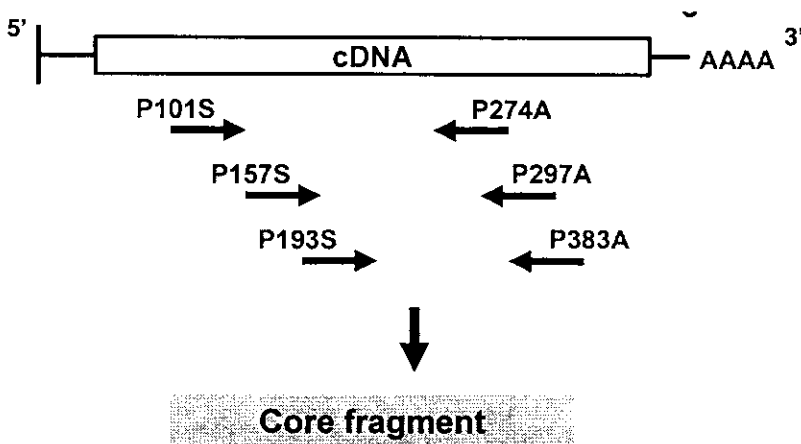 5' cDNA AAAA 3'
P101S P274A
P157S P297A
P193S P383A
Core fragment